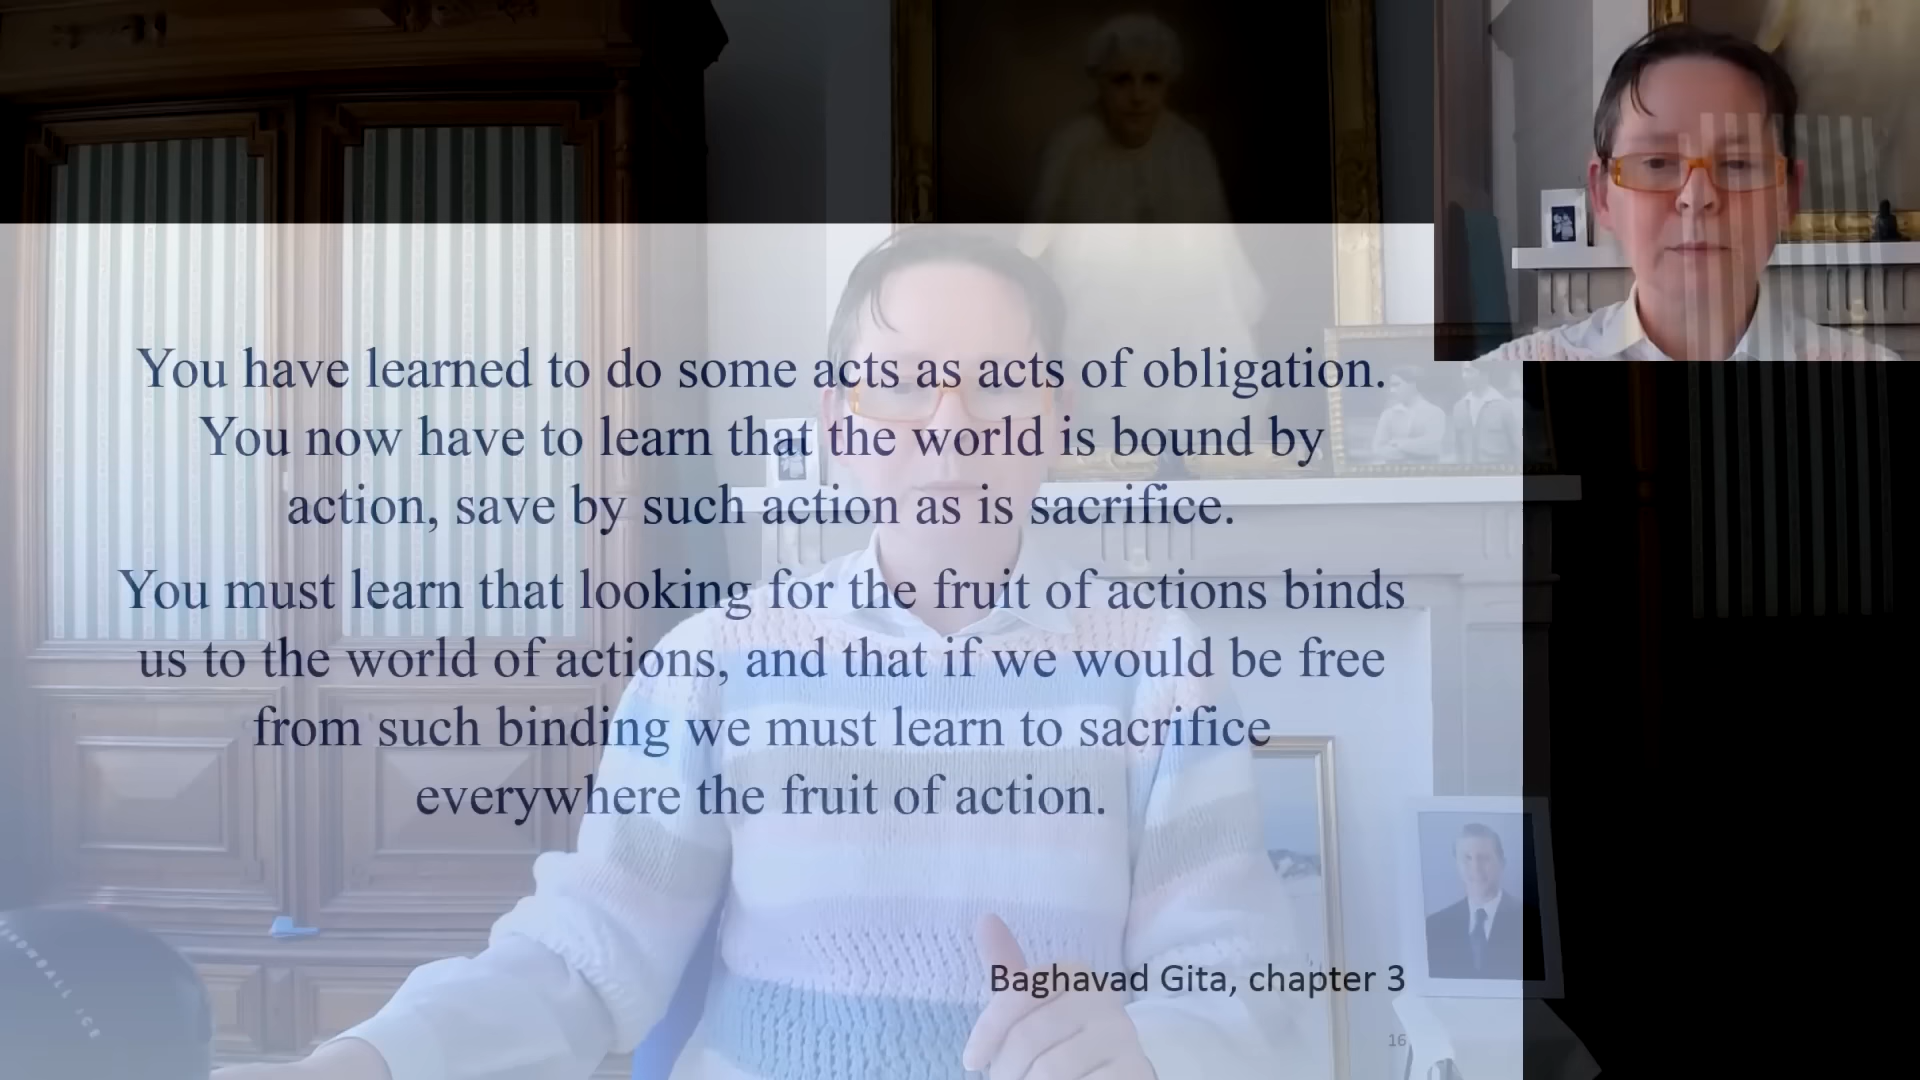 You have learned to do some acts as acts of obligation.
You now have to learn that the world is bound by
action, save by such action as is sacrifice.
You must learn that looking for the fruit of actions binds
us to the world of actions, and that if we would be free
from such binding we must learn to sacrifice
everywhere the fruit of action.
Baghavad Gita, chapter 3
16